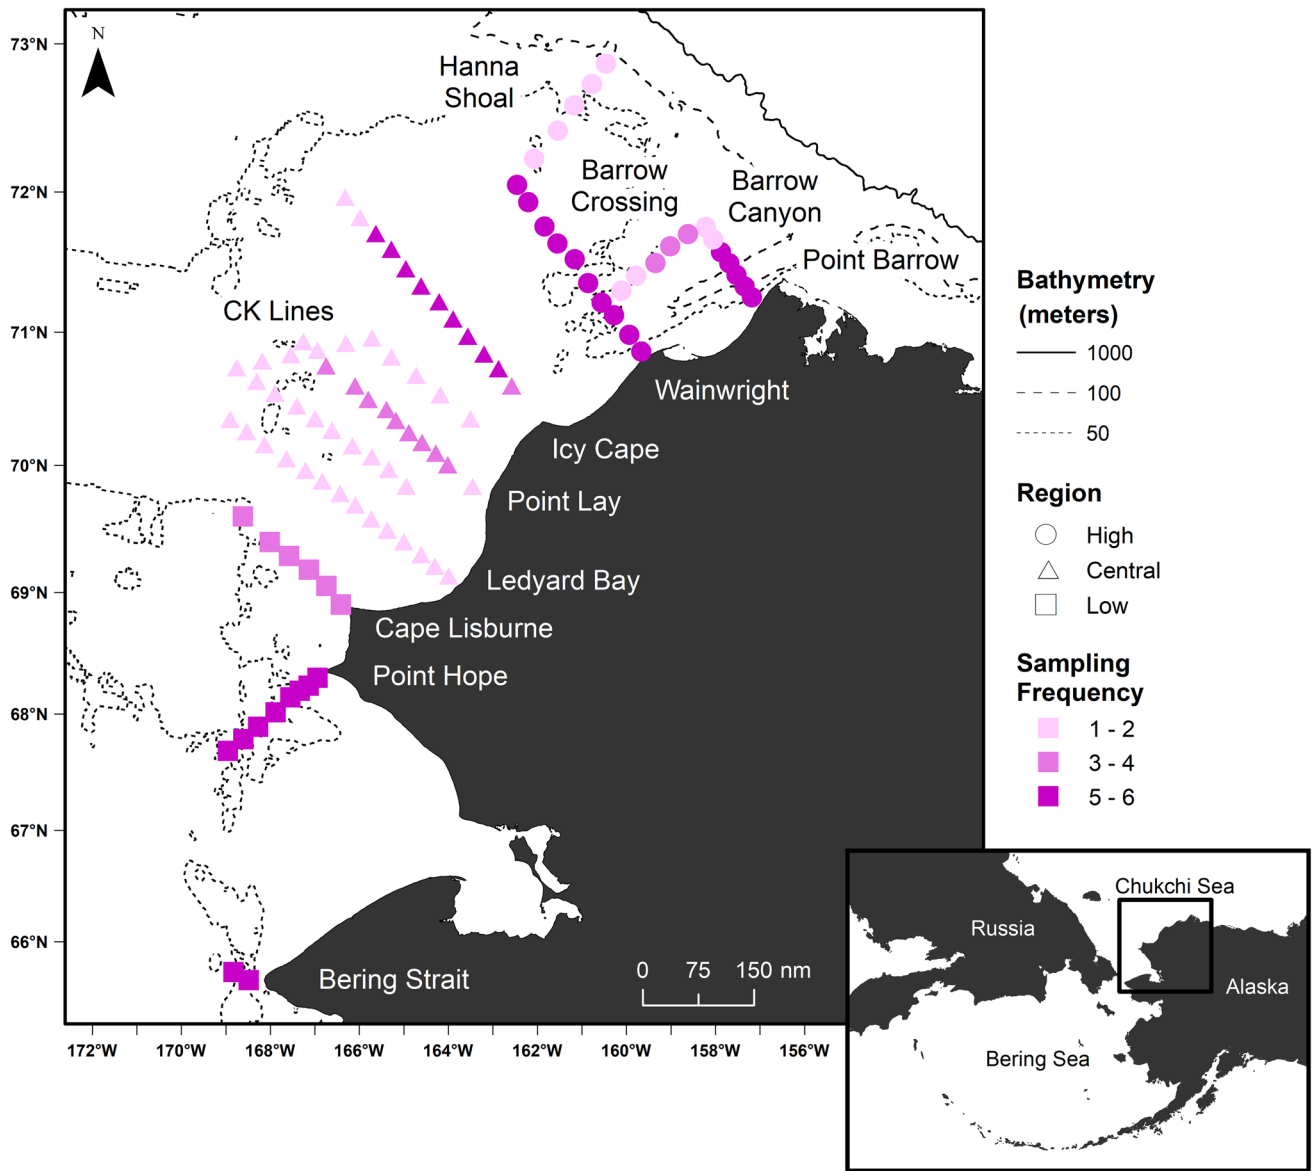 N
73°N
72°N
71°N
70°N
69°N
68°N
67°N
66°N
172°W
170°W
168°W
166°W
164°W
162°W
160°W
158°W
156°W
Hanna
Shoal
Barrow
Crossing
Barrow
Canyon
Point Barrow
CK Lines
Wainwright
Icy Cape
Point Lay
Ledyard Bay
Cape Lisburne
Point Hope
Bering Strait
0 75 150 nm
Bathymetry
(meters)
1000
100
50
Region
High
Central
Low
Sampling
Frequency
1 - 2
3 - 4
5 - 6
Chukchi Sea
Russia
Alaska
Bering Sea